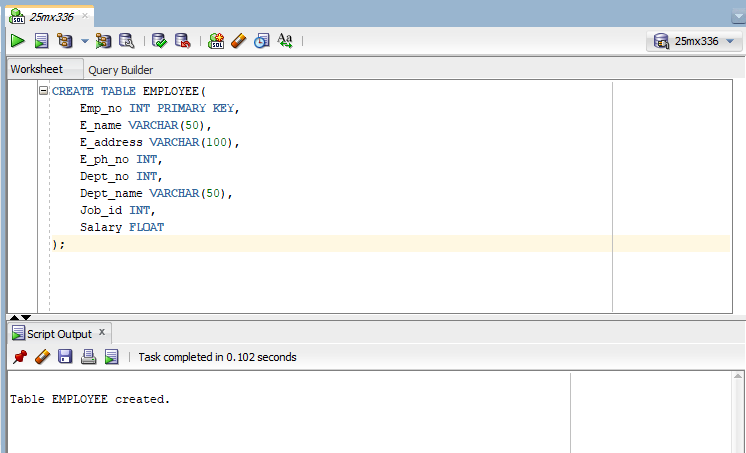 25mx336
SQL
Aa
25mx336
Worksheet Query Builder
CREATE TABLE EMPLOYEE(
Emp_no INT PRIMARY KEY,
E_name VARCHAR(50),
E_address VARCHAR(100),
E_ph_no INT,
Dept_no INT,
Dept_name VARCHAR(50),
Job_id INT,
Salary FLOAT
);
Script Output x
Task completed in 0.102 seconds
Table EMPLOYEE created.